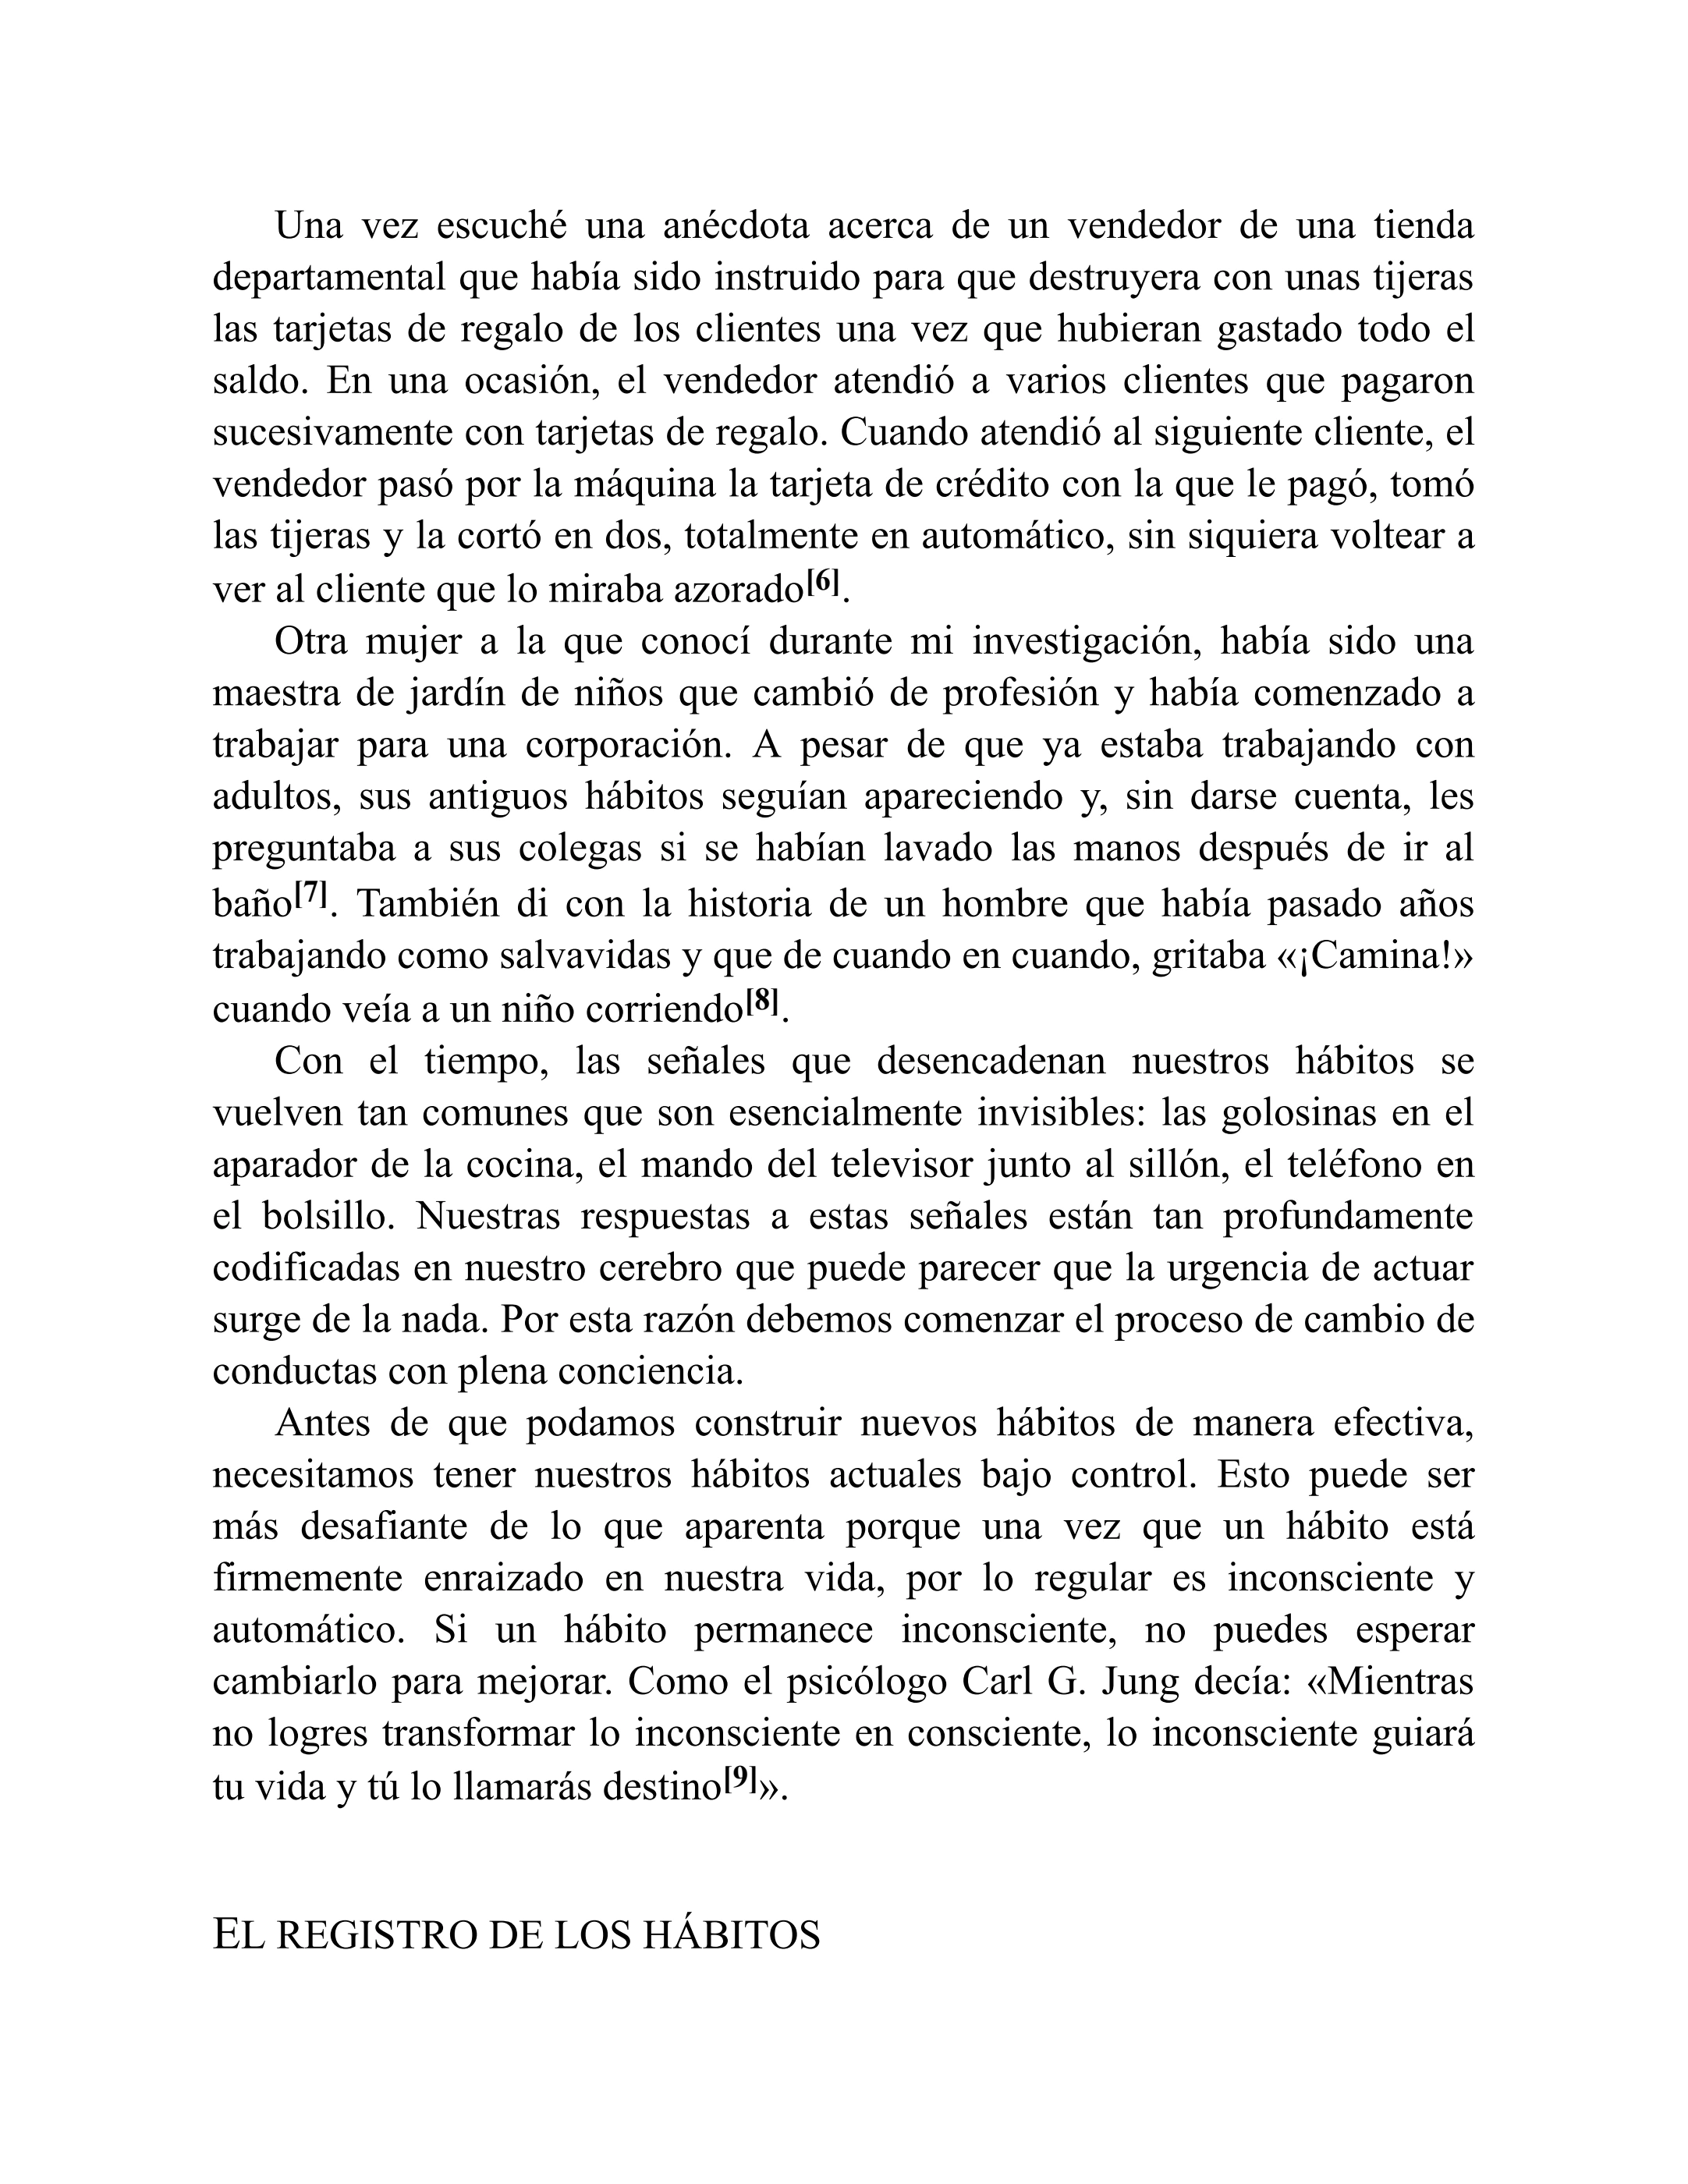 Una vez escuché una anécdota acerca de un vendedor de una tienda
departamental que había sido instruido para que destruyera con unas tijeras
las tarjetas de regalo de los clientes una vez que hubieran gastado todo el
saldo. En una ocasión, el vendedor atendió a varios clientes que pagaron
sucesivamente con tarjetas de regalo. Cuando atendió al siguiente cliente, el
vendedor pasó por la máquina la tarjeta de crédito con la que le pagó, tomó
las tijeras y la cortó en dos, totalmente en automático, sin siquiera voltear a
ver al cliente que lo miraba azorado[6].
Otra mujer a la que conocí durante mi investigación, había sido una
maestra de jardín de niños que cambió de profesión y había comenzado a
trabajar para una corporación. A pesar de que ya estaba trabajando con
adultos, sus antiguos hábitos seguían apareciendo y, sin darse cuenta, les
preguntaba a sus colegas si se habían lavado las manos después de ir al
baño[7]. También di con la historia de un hombre que había pasado años
trabajando como salvavidas y que de cuando en cuando, gritaba «¡Camina!»
cuando veía a un niño corriendo[8].
Con el tiempo, las señales que desencadenan nuestros hábitos se
vuelven tan comunes que son esencialmente invisibles: las golosinas en el
aparador de la cocina, el mando del televisor junto al sillón, el teléfono en
el bolsillo. Nuestras respuestas a estas señales están tan profundamente
codificadas en nuestro cerebro que puede parecer que la urgencia de actuar
surge de la nada. Por esta razón debemos comenzar el proceso de cambio de
conductas con plena conciencia.
Antes de que podamos construir nuevos hábitos de manera efectiva,
necesitamos tener nuestros hábitos actuales bajo control. Esto puede ser
más desafiante de lo que aparenta porque una vez que un hábito está
firmemente enraizado en nuestra vida, por lo regular es inconsciente y
automático. Si un hábito permanece inconsciente, no puedes esperar
cambiarlo para mejorar. Como el psicólogo Carl G. Jung decía: «Mientras
no logres transformar lo inconsciente en consciente, lo inconsciente guiará
tu vida y tú lo llamarás destino[9]».
EL REGISTRO DE LOS HÁBITOS